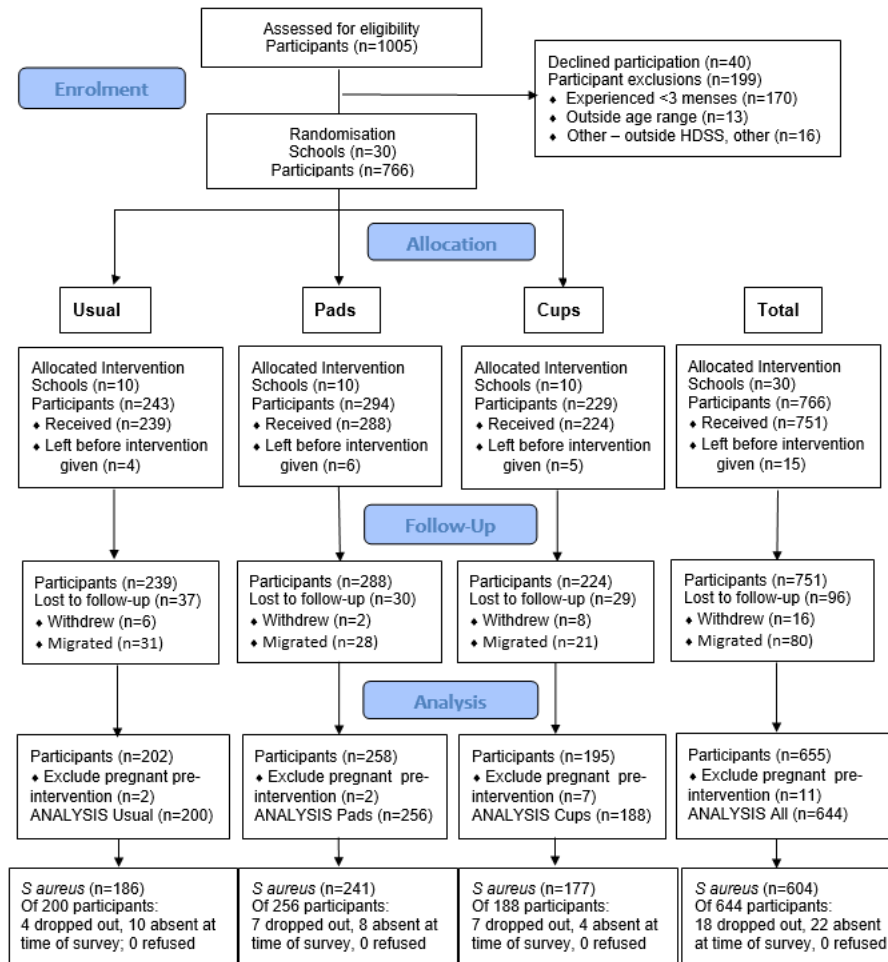 Assessed for eligibility
Participants (n=1005)
Enrolment
Declined participation (n=40)
Participant exclusions (n=199)
♦ Experienced <3 menses (n=170)
♦ Outside age range (n=13)
♦ Other – outside HDSS, other (n=16)
Randomisation
Schools (n=30)
Participants (n=766)
Allocation
Usual
Pads
Cups
Total
Allocated Intervention
Schools (n=10)
Participants (n=243)
♦ Received (n=239)
♦ Left before intervention
given (n=4)
Allocated Intervention
Schools (n=10)
Participants (n=294)
♦ Received (n=288)
♦ Left before intervention
given (n=6)
Allocated Intervention
Schools (n=10)
Participants (n=229)
♦ Received (n=224)
♦ Left before intervention
given (n=5)
Allocated Intervention
Schools (n=30)
Participants (n=766)
♦ Received (n=751)
♦ Left before intervention
given (n=15)
Follow-Up
Participants (n=239)
Lost to follow-up (n=37)
♦ Withdrew (n=6)
♦ Migrated (n=31)
Participants (n=288)
Lost to follow-up (n=30)
♦ Withdrew (n=2)
♦ Migrated (n=28)
Participants (n=224)
Lost to follow-up (n=29)
♦ Withdrew (n=8)
♦ Migrated (n=21)
Participants (n=751)
Lost to follow-up (n=96)
♦ Withdrew (n=16)
♦ Migrated (n=80)
Analysis
Participants (n=202)
♦ Exclude pregnant pre-
intervention (n=2)
ANALYSIS Usual (n=200)
Participants (n=258)
♦ Exclude pregnant pre-
intervention (n=2)
ANALYSIS Pads (n=256)
Participants (n=195)
♦ Exclude pregnant pre-
intervention (n=7)
ANALYSIS Cups (n=188)
Participants (n=655)
♦ Exclude pregnant pre-
intervention (n=11)
ANALYSIS All (n=644)
S aureus (n=186)
Of 200 participants:
4 dropped out, 10 absent at
time of survey; 0 refused
S aureus (n=241)
Of 256 participants:
7 dropped out, 8 absent at
time of survey, 0 refused
S aureus (n=177)
Of 188 participants:
7 dropped out, 4 absent at
time of survey, 0 refused
S aureus (n=604)
Of 644 participants:
18 dropped out, 22 absent
at time of survey, 0 refused